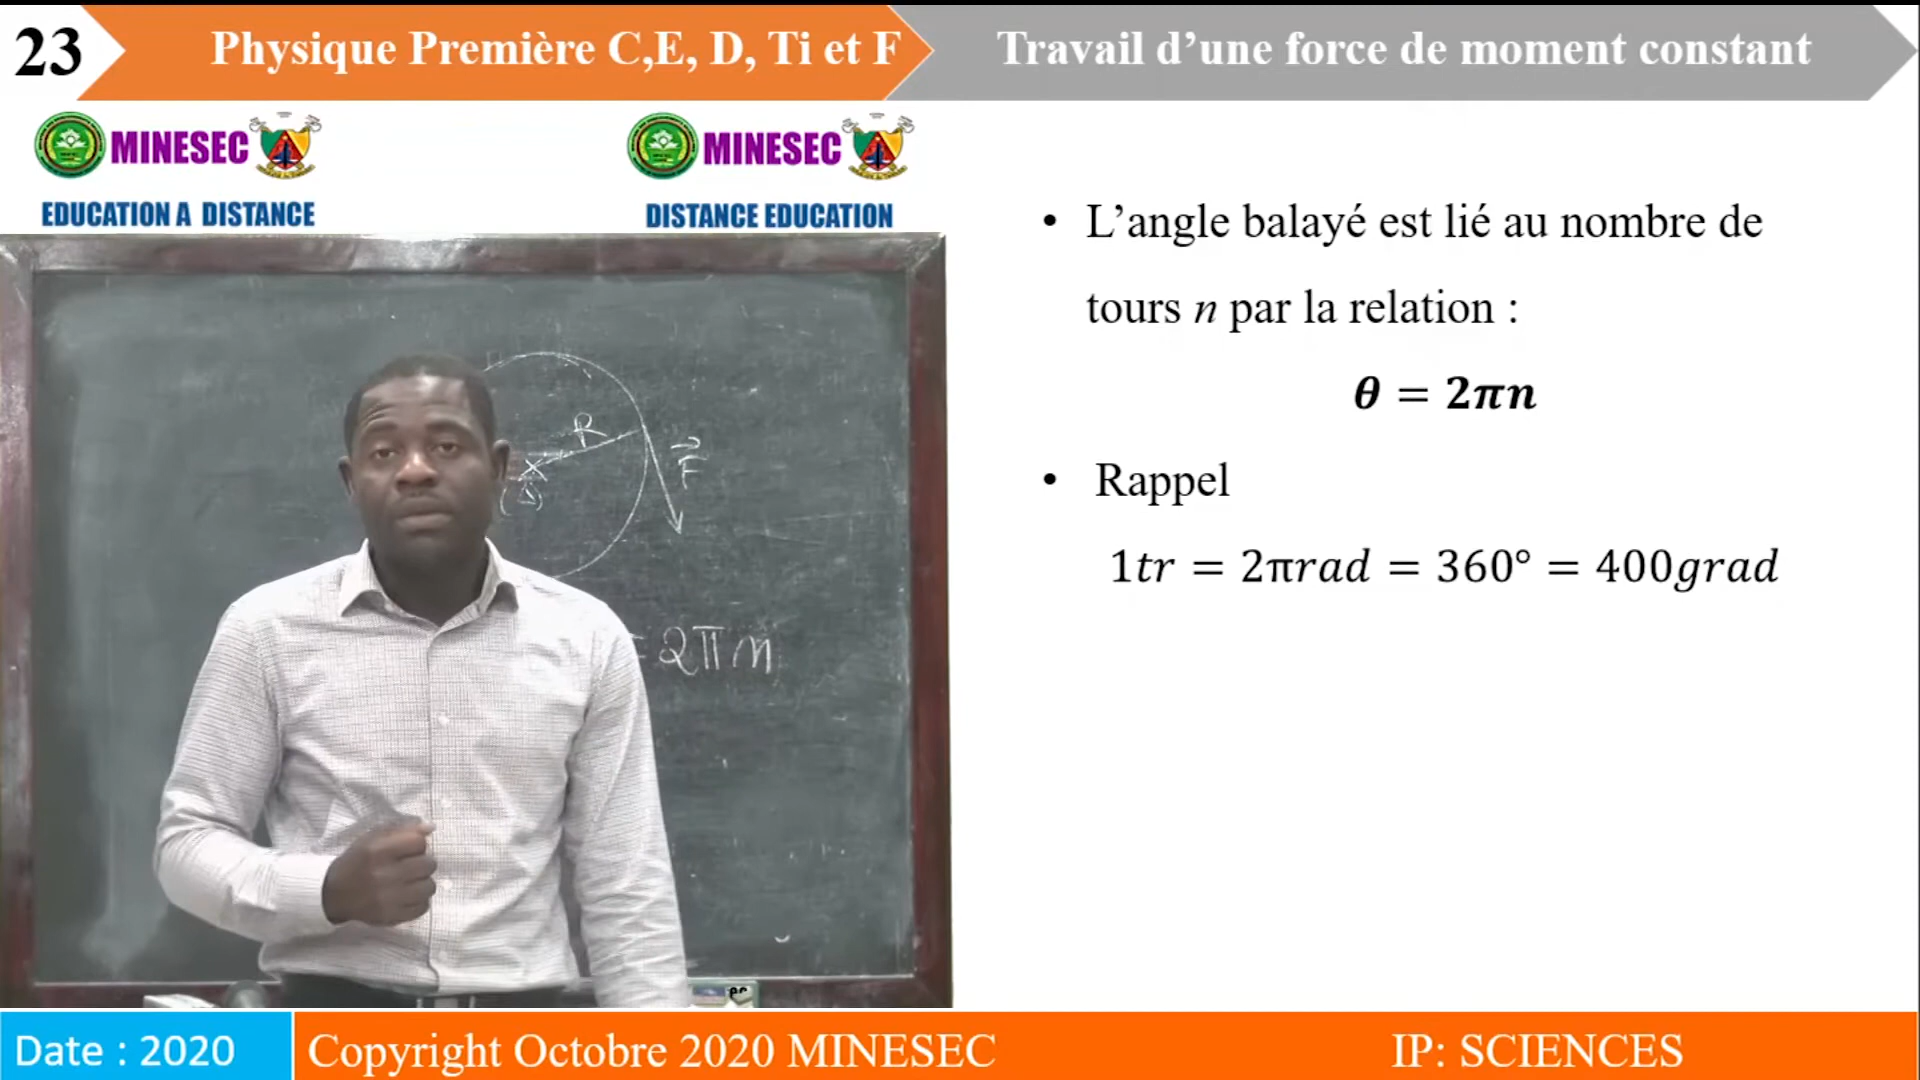 23
Physique Première C,E, D, Ti et F
Travail d’une force de moment constant
MINESEC
EDUCATION A DISTANCE
MINESEC
DISTANCE EDUCATION
R
F
(Δ)
= 2πn
• L’angle balayé est lié au nombre de
tours n par la relation :
θ = 2πn
• Rappel
1tr = 2πrad = 360° = 400grad
Date : 2020
Copyright Octobre 2020 MINESEC
IP: SCIENCES